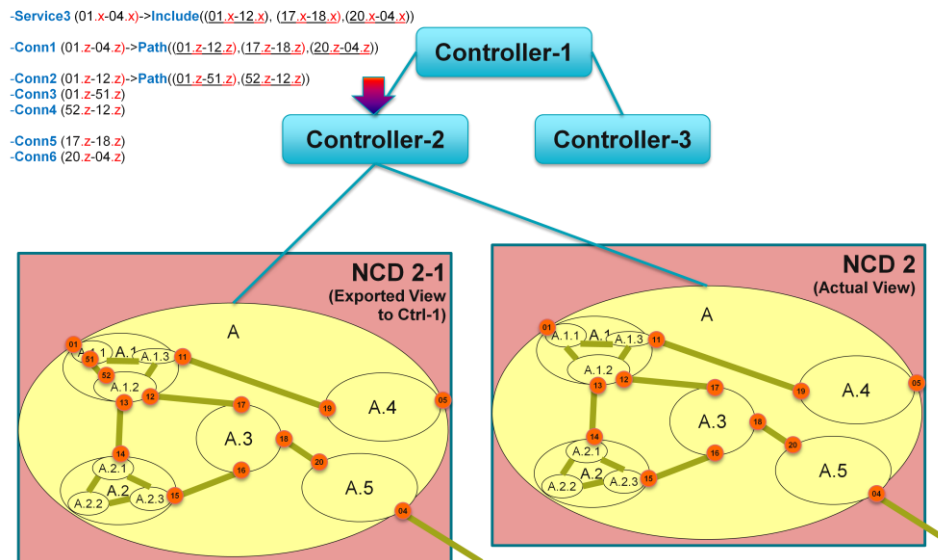 -Service3 (01.x-04.x)->Include((01.x-12.x), (17.x-18.x),(20.x-04.x))
-Conn1 (01.z-04.z)->Path((01.z-12.z),(17.z-18.z),(20.z-04.z))
-Conn2 (01.z-12.z)->Path((01.z-51.z),(52.z-12.z))
-Conn3 (01.z-51.z)
-Conn4 (52.z-12.z)
-Conn5 (17.z-18.z)
-Conn6 (20.z-04.z)
Controller-1
Controller-2
Controller-3
NCD 2-1
(Exported View
to Ctrl-1)
A
01
A.1.1
A.1
A.1.3
11
51
52
A.1.2
13
12
17
19
A.4
05
A.3
18
14
A.2.1
16
20
A.2
A.2.2
A.2.3
15
A.5
04
NCD 2
(Actual View)
A
01
A.1.1
A.1
A.1.3
11
A.1.2
13
12
17
19
A.4
05
A.3
18
14
A.2.1
16
20
A.2
A.2.2
A.2.3
15
A.5
04